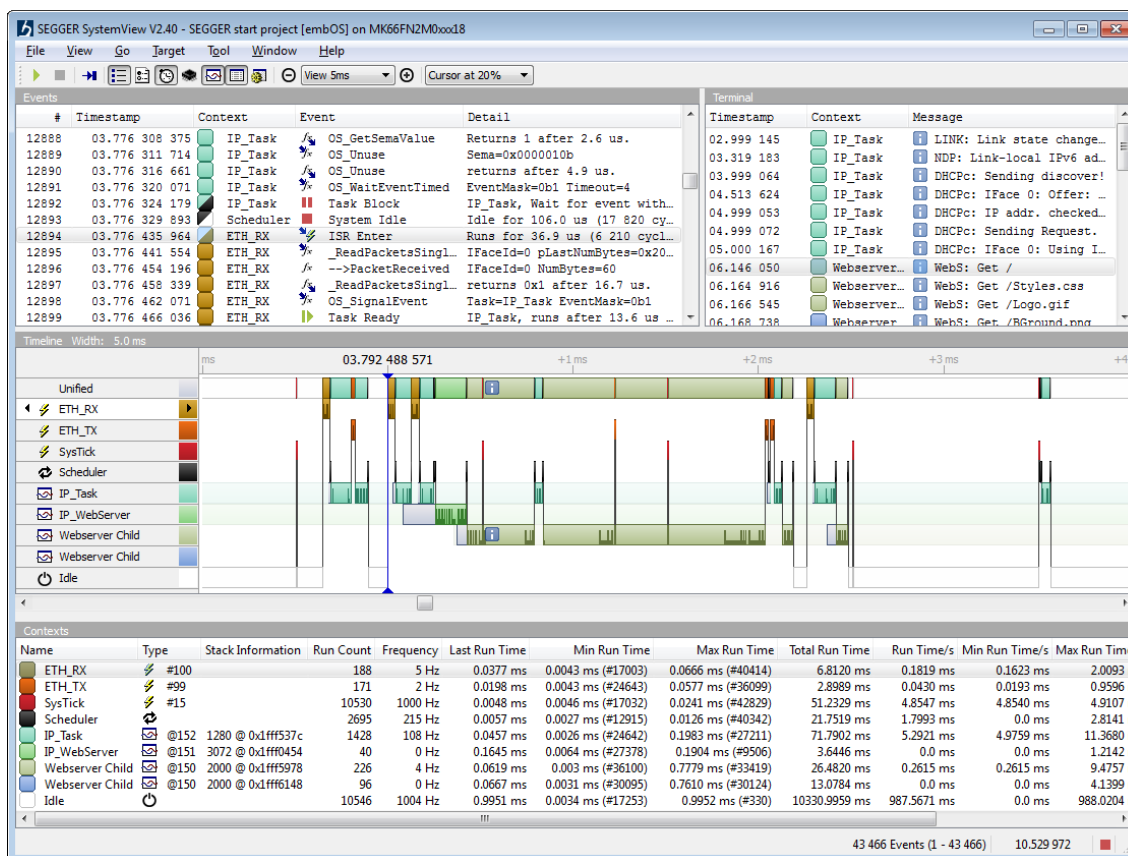 SEGGER SystemView V2.40 - SEGGER start project [embOS] on MK66FN2M0xxx18
File View Go Target Tool Window Help
View 5ms Cursor at 20%
Events
# Timestamp Context Event Detail
12888 03.776 308 375 IP_Task OS_GetSemaValue Returns 1 after 2.6 us.
12889 03.776 311 714 IP_Task OS_Unuse Sema=0x0000010b
12890 03.776 316 661 IP_Task OS_Unuse returns after 4.9 us.
12891 03.776 320 071 IP_Task OS_WaitEventTimed EventMask=0b1 Timeout=4
12892 03.776 324 179 IP_Task Task Block IP_Task, Wait for event with...
12893 03.776 329 893 Scheduler System Idle Idle for 106.0 us (17 820 cy...
12894 03.776 435 964 ETH_RX ISR Enter Runs for 36.9 us (6 210 cycl...
12895 03.776 441 554 ETH_RX _ReadPacketsSingl... IFaceId=0 pLastNumBytes=0x20...
12896 03.776 454 196 ETH_RX -->PacketReceived IFaceId=0 NumBytes=60
12897 03.776 458 339 ETH_RX _ReadPacketsSingl... returns 0x1 after 16.7 us.
12898 03.776 462 071 ETH_RX OS_SignalEvent Task=IP_Task EventMask=0b1
12899 03.776 466 036 ETH_RX Task Ready IP_Task, runs after 13.6 us ...
Terminal
Timestamp Context Message
02.999 145 IP_Task LINK: Link state change...
03.319 183 IP_Task NDP: Link-local IPv6 ad...
03.999 064 IP_Task DHCPc: Sending discover!
04.513 624 IP_Task DHCPc: IFace 0: Offer: ...
04.999 053 IP_Task DHCPc: IP addr. checked...
04.999 072 IP_Task DHCPc: Sending Request.
05.000 167 IP_Task DHCPc: IFace 0: Using I...
06.146 050 Webserver... WebS: Get /
06.164 916 Webserver... WebS: Get /Styles.css
06.166 545 Webserver... WebS: Get /Logo.gif
06.168 738 Webserver WebS: Get /BGround.png
Timeline Width: 5.0 ms
ms 03.792 488 571 +1 ms +2 ms +3 ms +4
Unified
ETH_RX
ETH_TX
SysTick
Scheduler
IP_Task
IP_WebServer
Webserver Child
Webserver Child
Idle
Contexts
Name Type Stack Information Run Count Frequency Last Run Time Min Run Time Max Run Time Total Run Time Run Time/s Min Run Time/s Max Run Time
ETH_RX #100 188 5 Hz 0.0377 ms 0.0043 ms (#17003) 0.0666 ms (#40414) 6.8120 ms 0.1819 ms 0.1623 ms 2.0093
ETH_TX #99 171 2 Hz 0.0198 ms 0.0043 ms (#24643) 0.0577 ms (#36099) 2.8989 ms 0.0430 ms 0.0193 ms 0.9596
SysTick #15 10530 1000 Hz 0.0048 ms 0.0046 ms (#17032) 0.0241 ms (#42829) 51.2329 ms 4.8547 ms 4.8540 ms 4.9107
Scheduler 2695 215 Hz 0.0057 ms 0.0027 ms (#12915) 0.0126 ms (#40342) 21.7519 ms 1.7993 ms 0.0 ms 2.8141
IP_Task @152 1280 @ 0x1fff537c 1428 108 Hz 0.0457 ms 0.0026 ms (#24642) 0.1983 ms (#27211) 71.7902 ms 5.2921 ms 4.9759 ms 11.3680
IP_WebServer @151 3072 @ 0x1fff0454 40 0 Hz 0.1645 ms 0.0064 ms (#27378) 0.1904 ms (#9506) 3.6446 ms 0.0 ms 0.0 ms 1.2142
Webserver Child @150 2000 @ 0x1fff5978 226 4 Hz 0.0619 ms 0.003 ms (#36100) 0.7779 ms (#33419) 26.4820 ms 0.2615 ms 0.2615 ms 9.4757
Webserver Child @150 2000 @ 0x1fff6148 96 0 Hz 0.0667 ms 0.0031 ms (#30095) 0.7610 ms (#30124) 13.0784 ms 0.0 ms 0.0 ms 4.1399
Idle 10546 1004 Hz 0.9951 ms 0.0034 ms (#17253) 0.9952 ms (#330) 10330.9959 ms 987.5671 ms 0.0 ms 988.0204
43 466 Events (1 - 43 466) 10.529 972